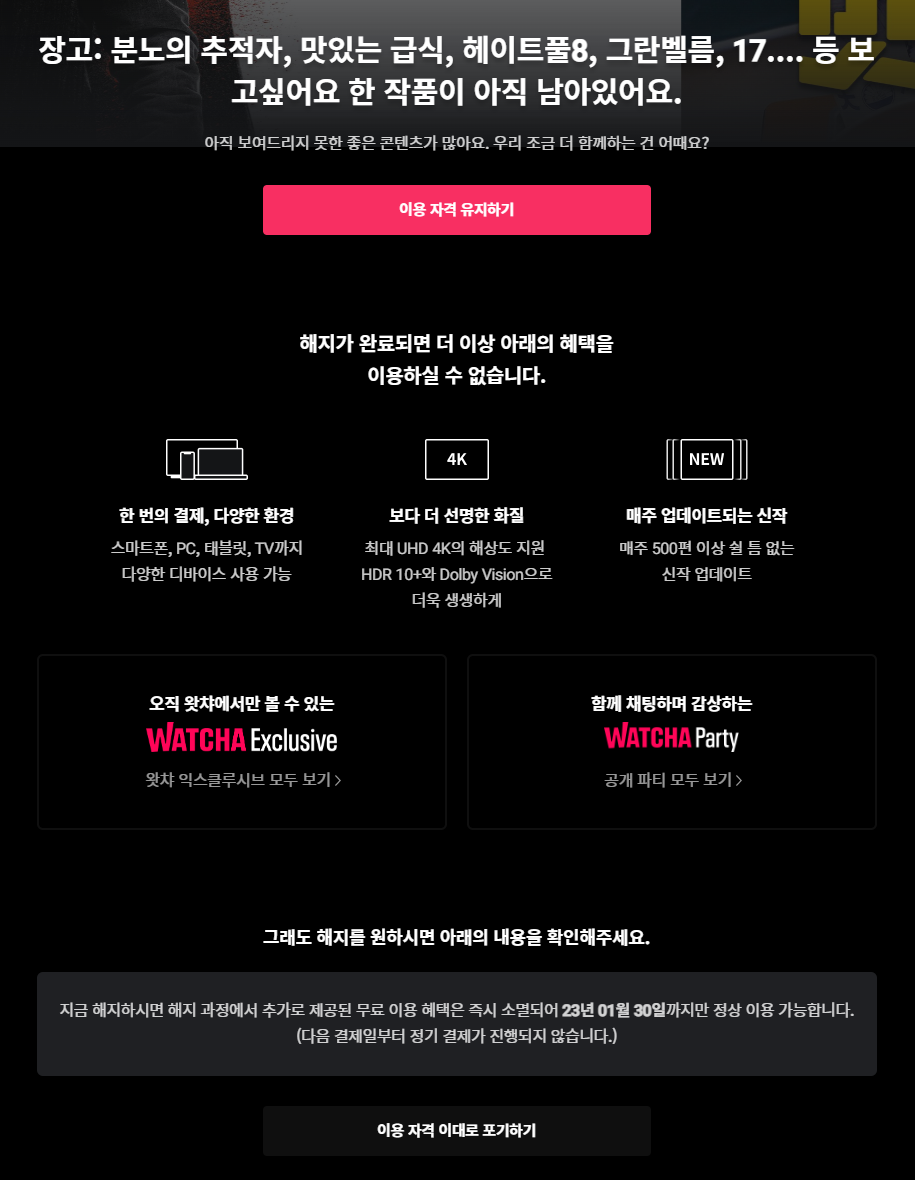 장고: 분노의 추적자, 맛있는 급식, 헤이트풀8, 그란벨름, 17.... 등 보
고싶어요 한 작품이 아직 남아있어요.
아직 보여드리지 못한 좋은 콘텐츠가 많아요. 우리 조금 더 함께하는 건 어때요?
이용 자격 유지하기
해지가 완료되면 더 이상 아래의 혜택을
이용하실 수 없습니다.
4K
NEW
한 번의 결제, 다양한 환경
스마트폰, PC, 태블릿, TV까지
다양한 디바이스 사용 가능
보다 더 선명한 화질
최대 UHD 4K의 해상도 지원
HDR 10+와 Dolby Vision으로
더욱 생생하게
매주 업데이트되는 신작
매주 500편 이상 쉴 틈 없는
신작 업데이트
오직 왓챠에서만 볼 수 있는
WATCHA Exclusive
왓챠 익스클루시브 모두 보기 >
함께 채팅하며 감상하는
WATCHA Party
공개 파티 모두 보기 >
그래도 해지를 원하시면 아래의 내용을 확인해주세요.
지금 해지하시면 해지 과정에서 추가로 제공된 무료 이용 혜택은 즉시 소멸되어 23년 01월 30일까지만 정상 이용 가능합니다.
(다음 결제일부터 정기 결제가 진행되지 않습니다.)
이용 자격 이대로 포기하기